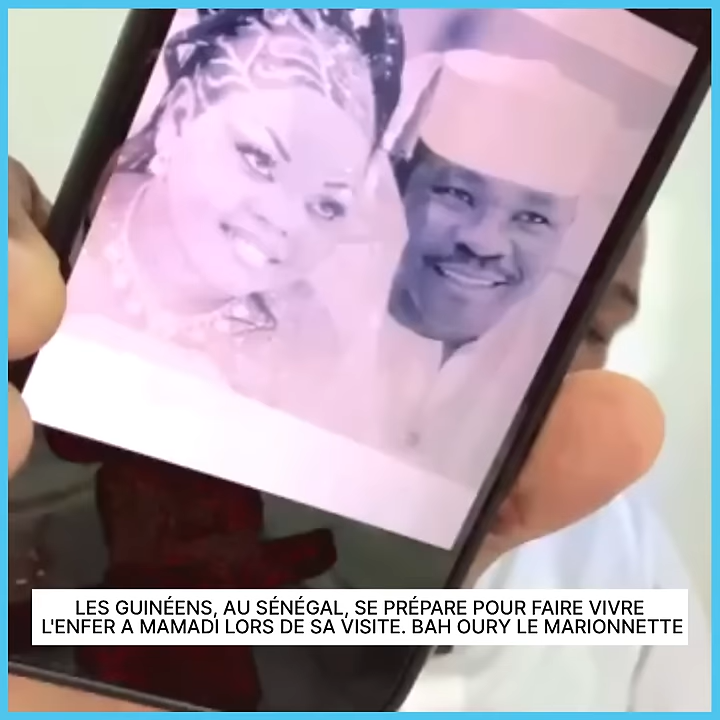 LES GUINÉENS, AU SÉNÉGAL, SE PRÉPARE POUR FAIRE VIVRE
L'ENFER A MAMADI LORS DE SA VISITE. BAH OURY LE MARIONNETTE